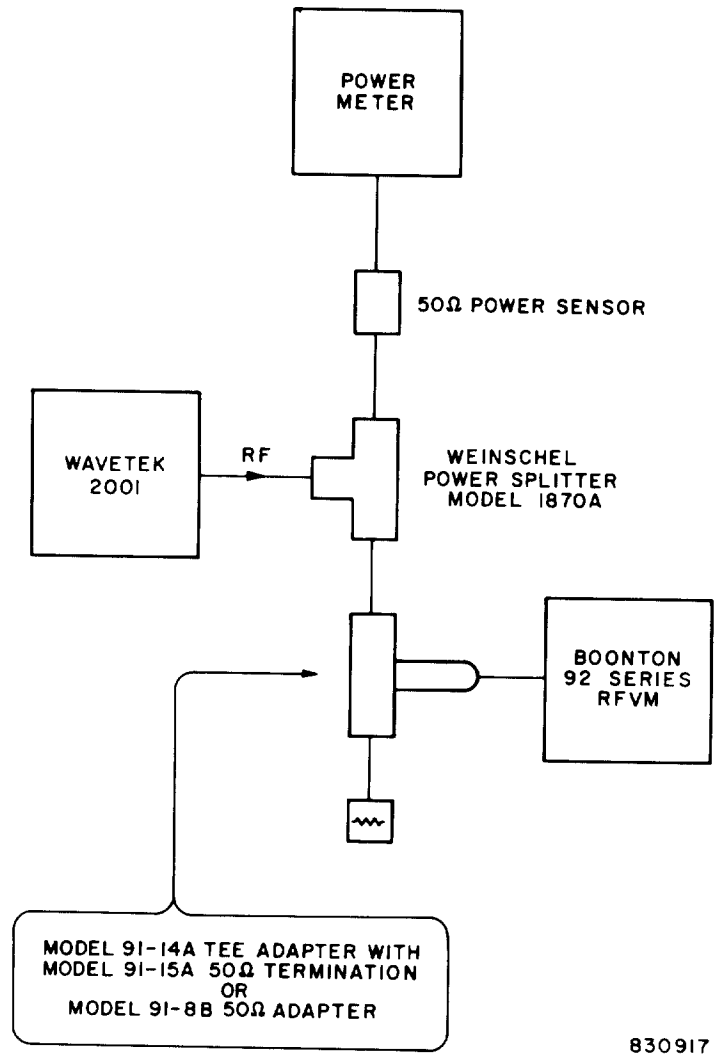 POWER
METER
50Ω POWER SENSOR
WAVETEK
2001
RF
WEINSCHEL
POWER SPLITTER
MODEL 1870A
BOONTON
92 SERIES
RFVM
MODEL 91-14A TEE ADAPTER WITH
MODEL 91-15A 50Ω TERMINATION
OR
MODEL 91-8B 50Ω ADAPTER
830917